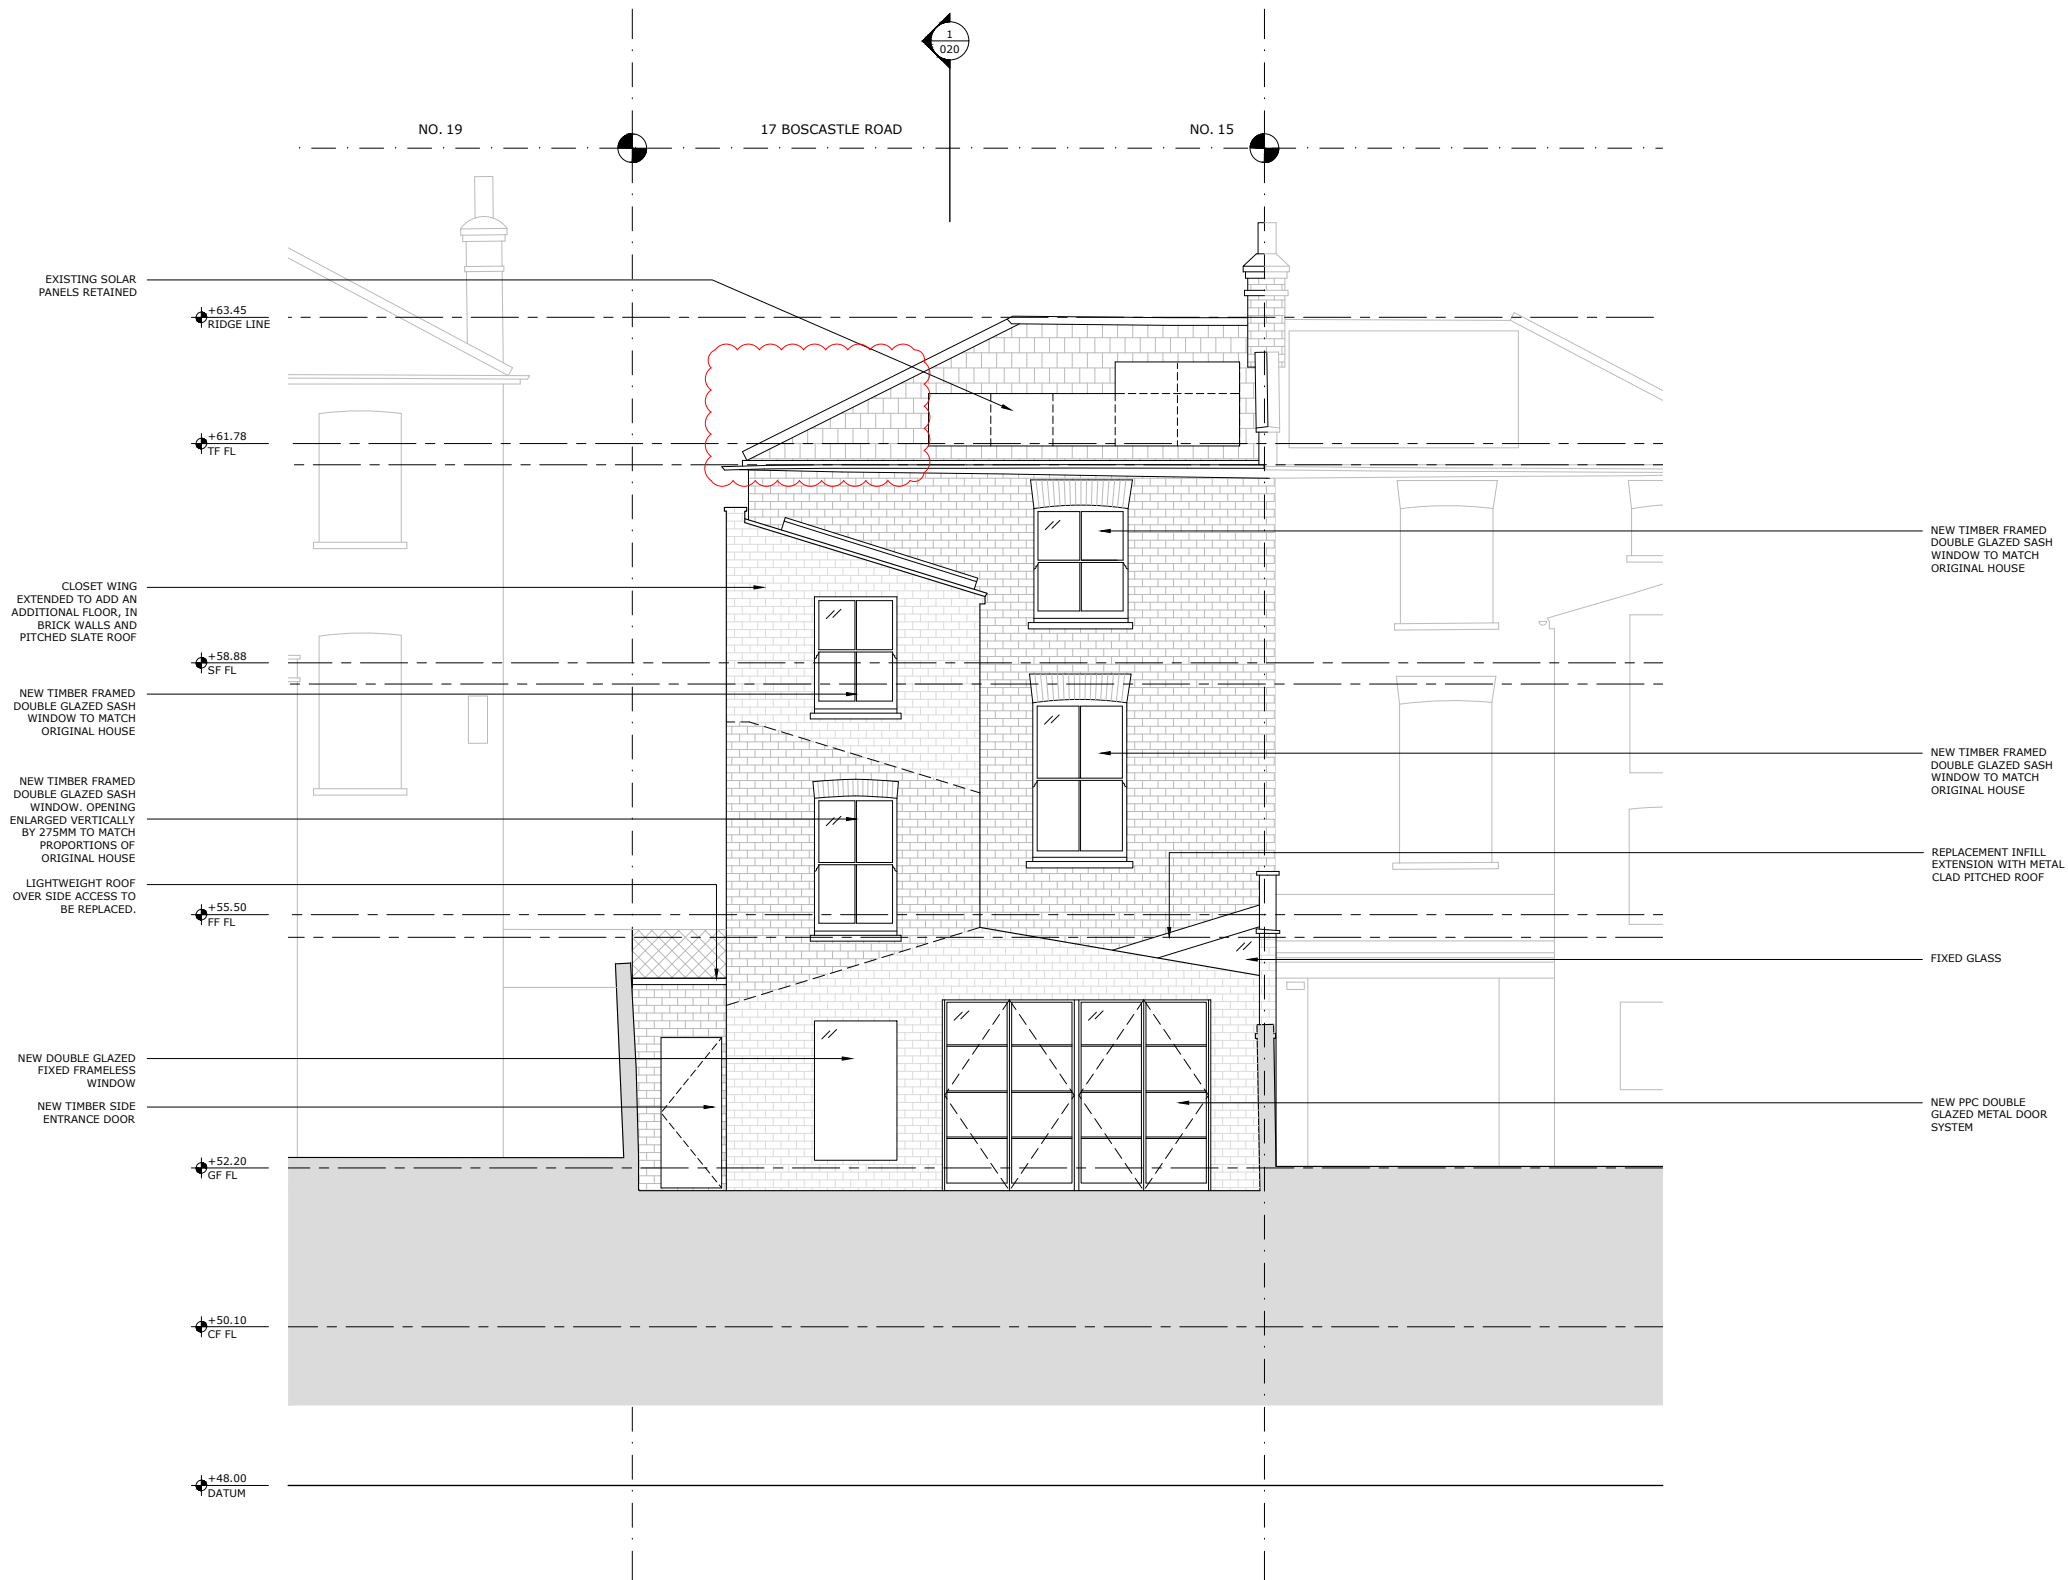 1
020
NO. 19
17 BOSCASTLE ROAD
NO. 15
EXISTING SOLAR
PANELS RETAINED
+63.45
RIDGE LINE
+61.78
TF FL
CLOSET WING
EXTENDED TO ADD AN
ADDITIONAL FLOOR, IN
BRICK WALLS AND
PITCHED SLATE ROOF
+58.88
SF FL
NEW TIMBER FRAMED
DOUBLE GLAZED SASH
WINDOW TO MATCH
ORIGINAL HOUSE
NEW TIMBER FRAMED
DOUBLE GLAZED SASH
WINDOW. OPENING
ENLARGED VERTICALLY
BY 275MM TO MATCH
PROPORTIONS OF
ORIGINAL HOUSE
LIGHTWEIGHT ROOF
OVER SIDE ACCESS TO
BE REPLACED.
+55.50
FF FL
NEW DOUBLE GLAZED
FIXED FRAMELESS
WINDOW
NEW TIMBER SIDE
ENTRANCE DOOR
+52.20
GF FL
+50.10
CF FL
+48.00
DATUM
NEW TIMBER FRAMED
DOUBLE GLAZED SASH
WINDOW TO MATCH
ORIGINAL HOUSE
NEW TIMBER FRAMED
DOUBLE GLAZED SASH
WINDOW TO MATCH
ORIGINAL HOUSE
REPLACEMENT INFILL
EXTENSION WITH METAL
CLAD PITCHED ROOF
FIXED GLASS
NEW PPC DOUBLE
GLAZED METAL DOOR
SYSTEM